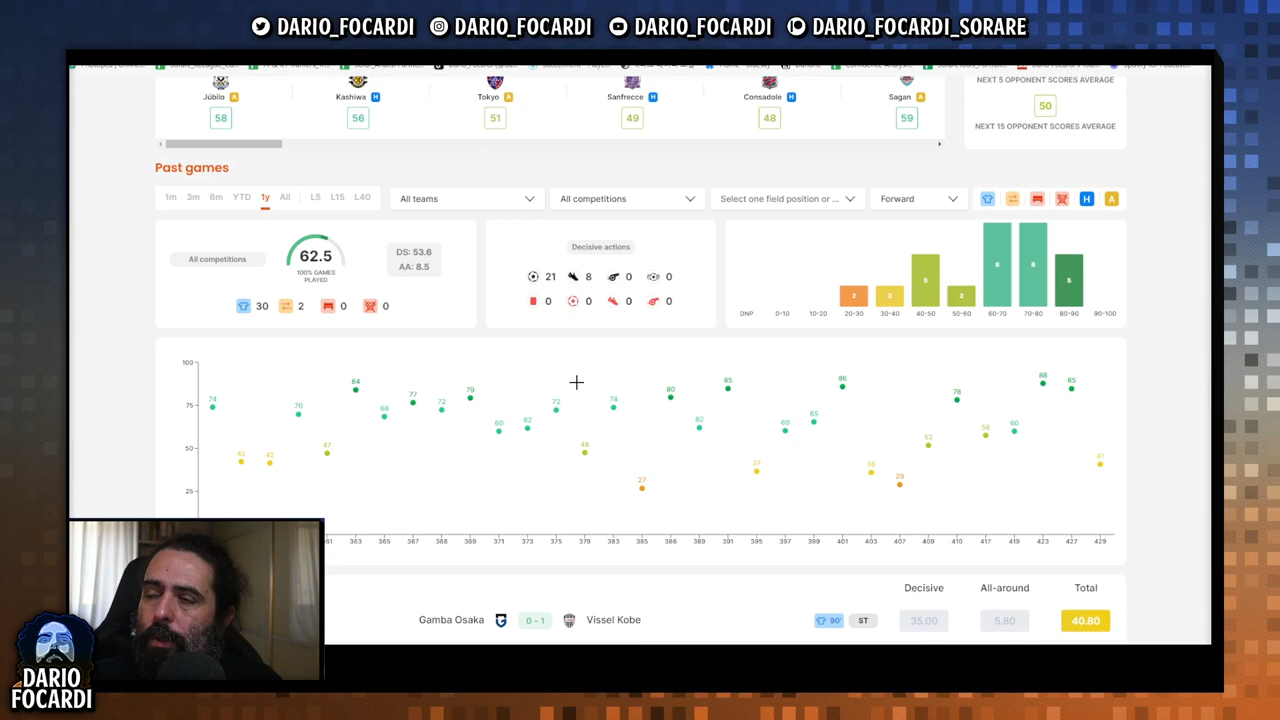 DARIO_FOCARDI DARIO_FOCARDI DARIO_FOCARDI DARIO_FOCARDI_SORARE
Júbilo A Kashiwa H Tokyo A Sanfrecce H Consadole H Sagan A
58 56 51 49 48 59
NEXT 5 OPPONENT SCORES AVERAGE
50
NEXT 15 OPPONENT SCORES AVERAGE
Past games
1m 3m 6m YTD 1y All L5 L15 L40 All teams All competitions Select one field position or ... Forward H A
All competitions 62.5 100% GAMES PLAYED DS: 53.6 AA: 8.5
30 2 0 0
Decisive actions
21 8 0 0
0 0 0 0
2 2 5 2 8 8 5
DNP 0-10 10-20 20-30 30-40 40-50 50-60 60-70 70-80 80-90 90-100
100
75
50
25
74 42 42 70 47 84 68 77 72 79 60 62 72 48 74 27 80 62 85 37 60 65 86 36 29 52 78 58 60 88 85 41
361 363 365 367 368 369 371 373 375 379 383 385 386 389 391 395 397 399 401 403 407 409 410 417 419 423 427 429
Decisive All-around Total
Gamba Osaka 0 - 1 Vissel Kobe 90' ST 35.00 5.80 40.80
DARIO
FOCARDI